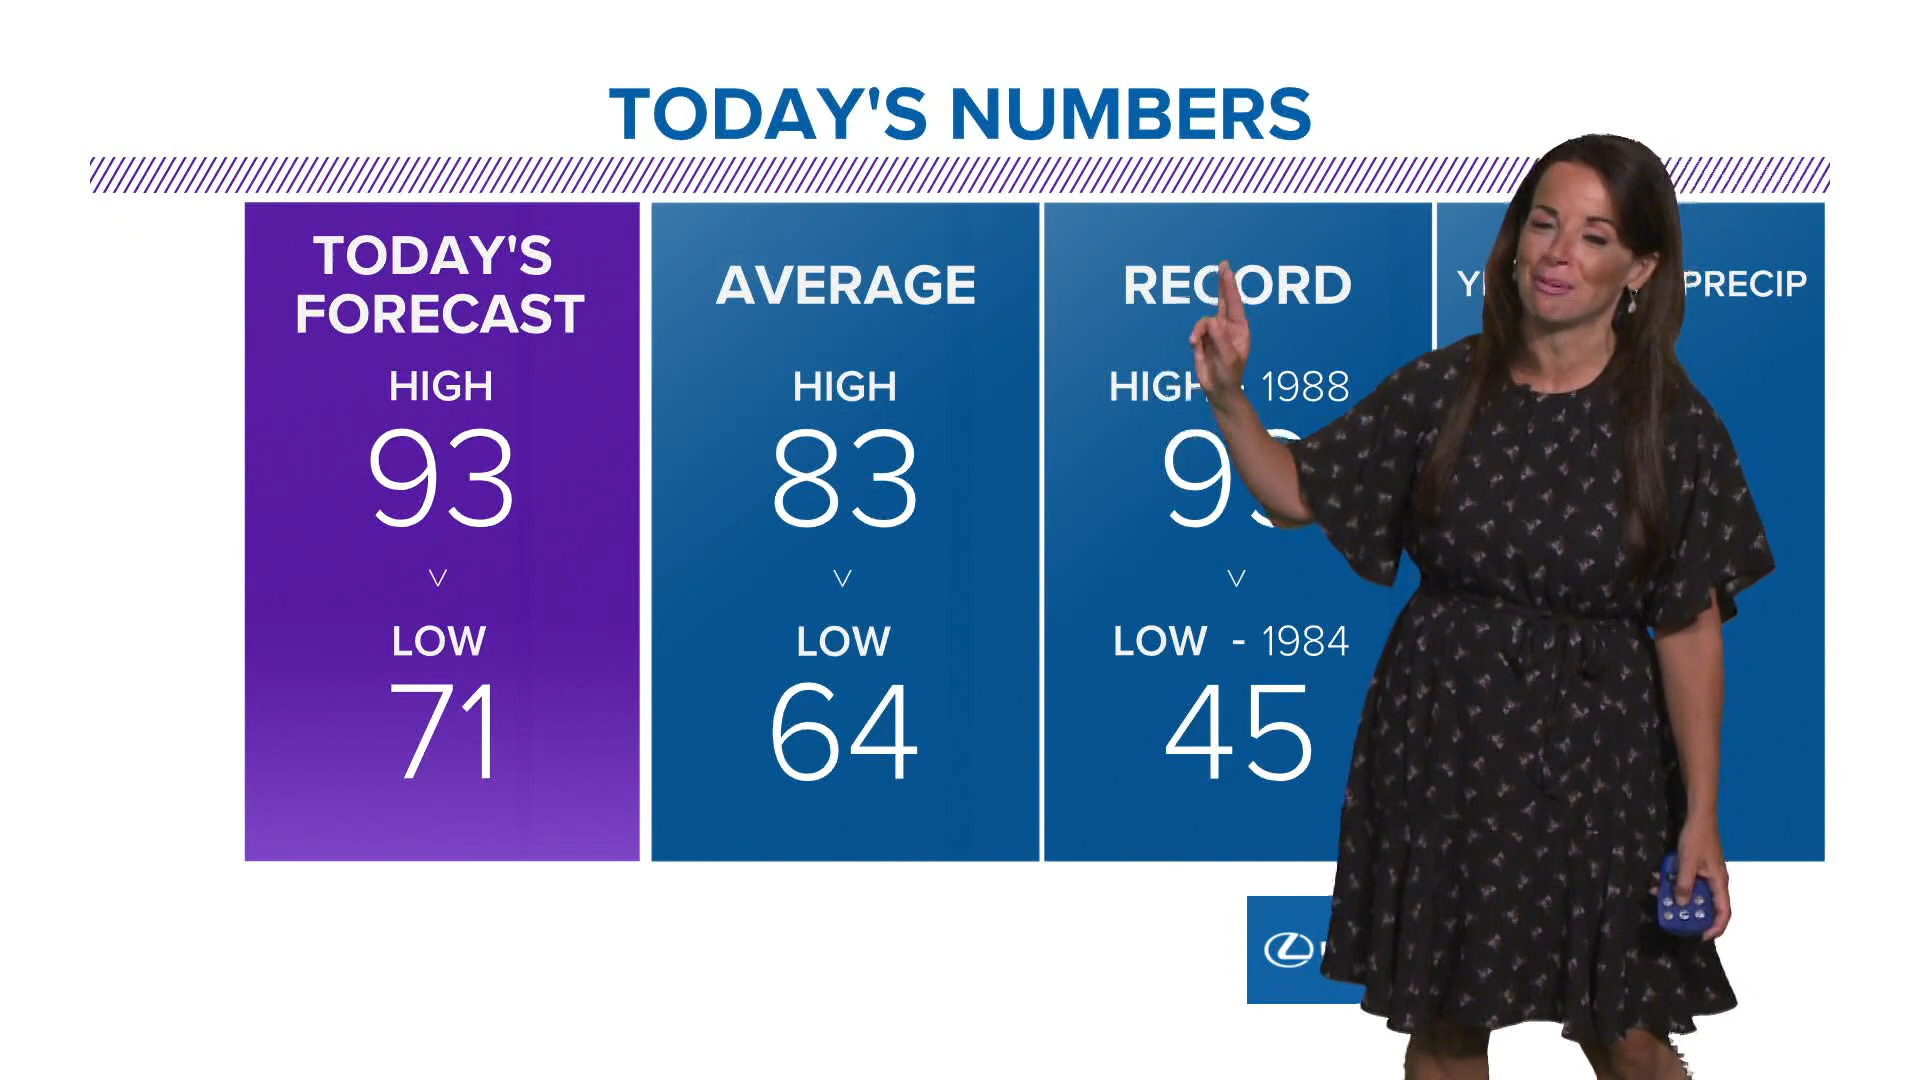 TODAY'S NUMBERS
TODAY'S
FORECAST
HIGH
93
LOW
71
AVERAGE
HIGH
83
LOW
64
RECORD
HIGH - 1988
LOW - 1984
45
PRECIP